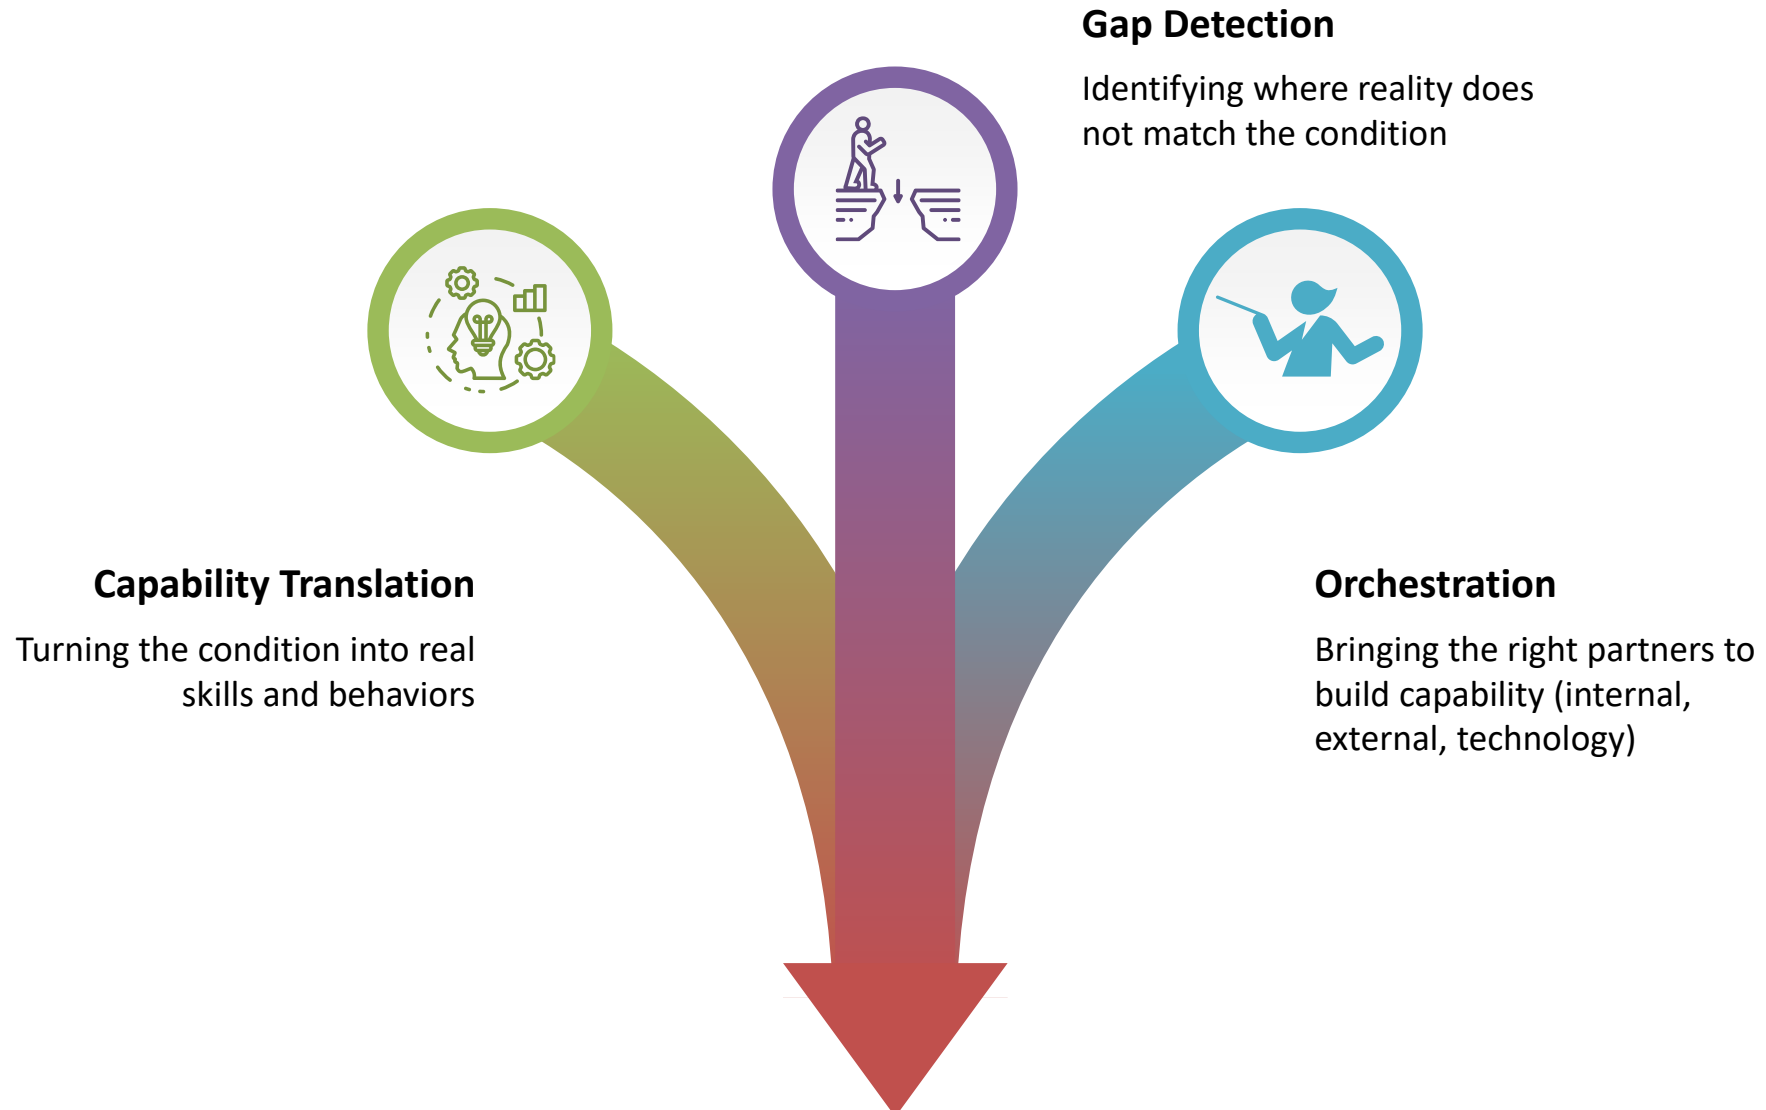 Gap Detection
Identifying where reality does
not match the condition
Capability Translation
Turning the condition into real
skills and behaviors
Orchestration
Bringing the right partners to
build capability (internal,
external, technology)